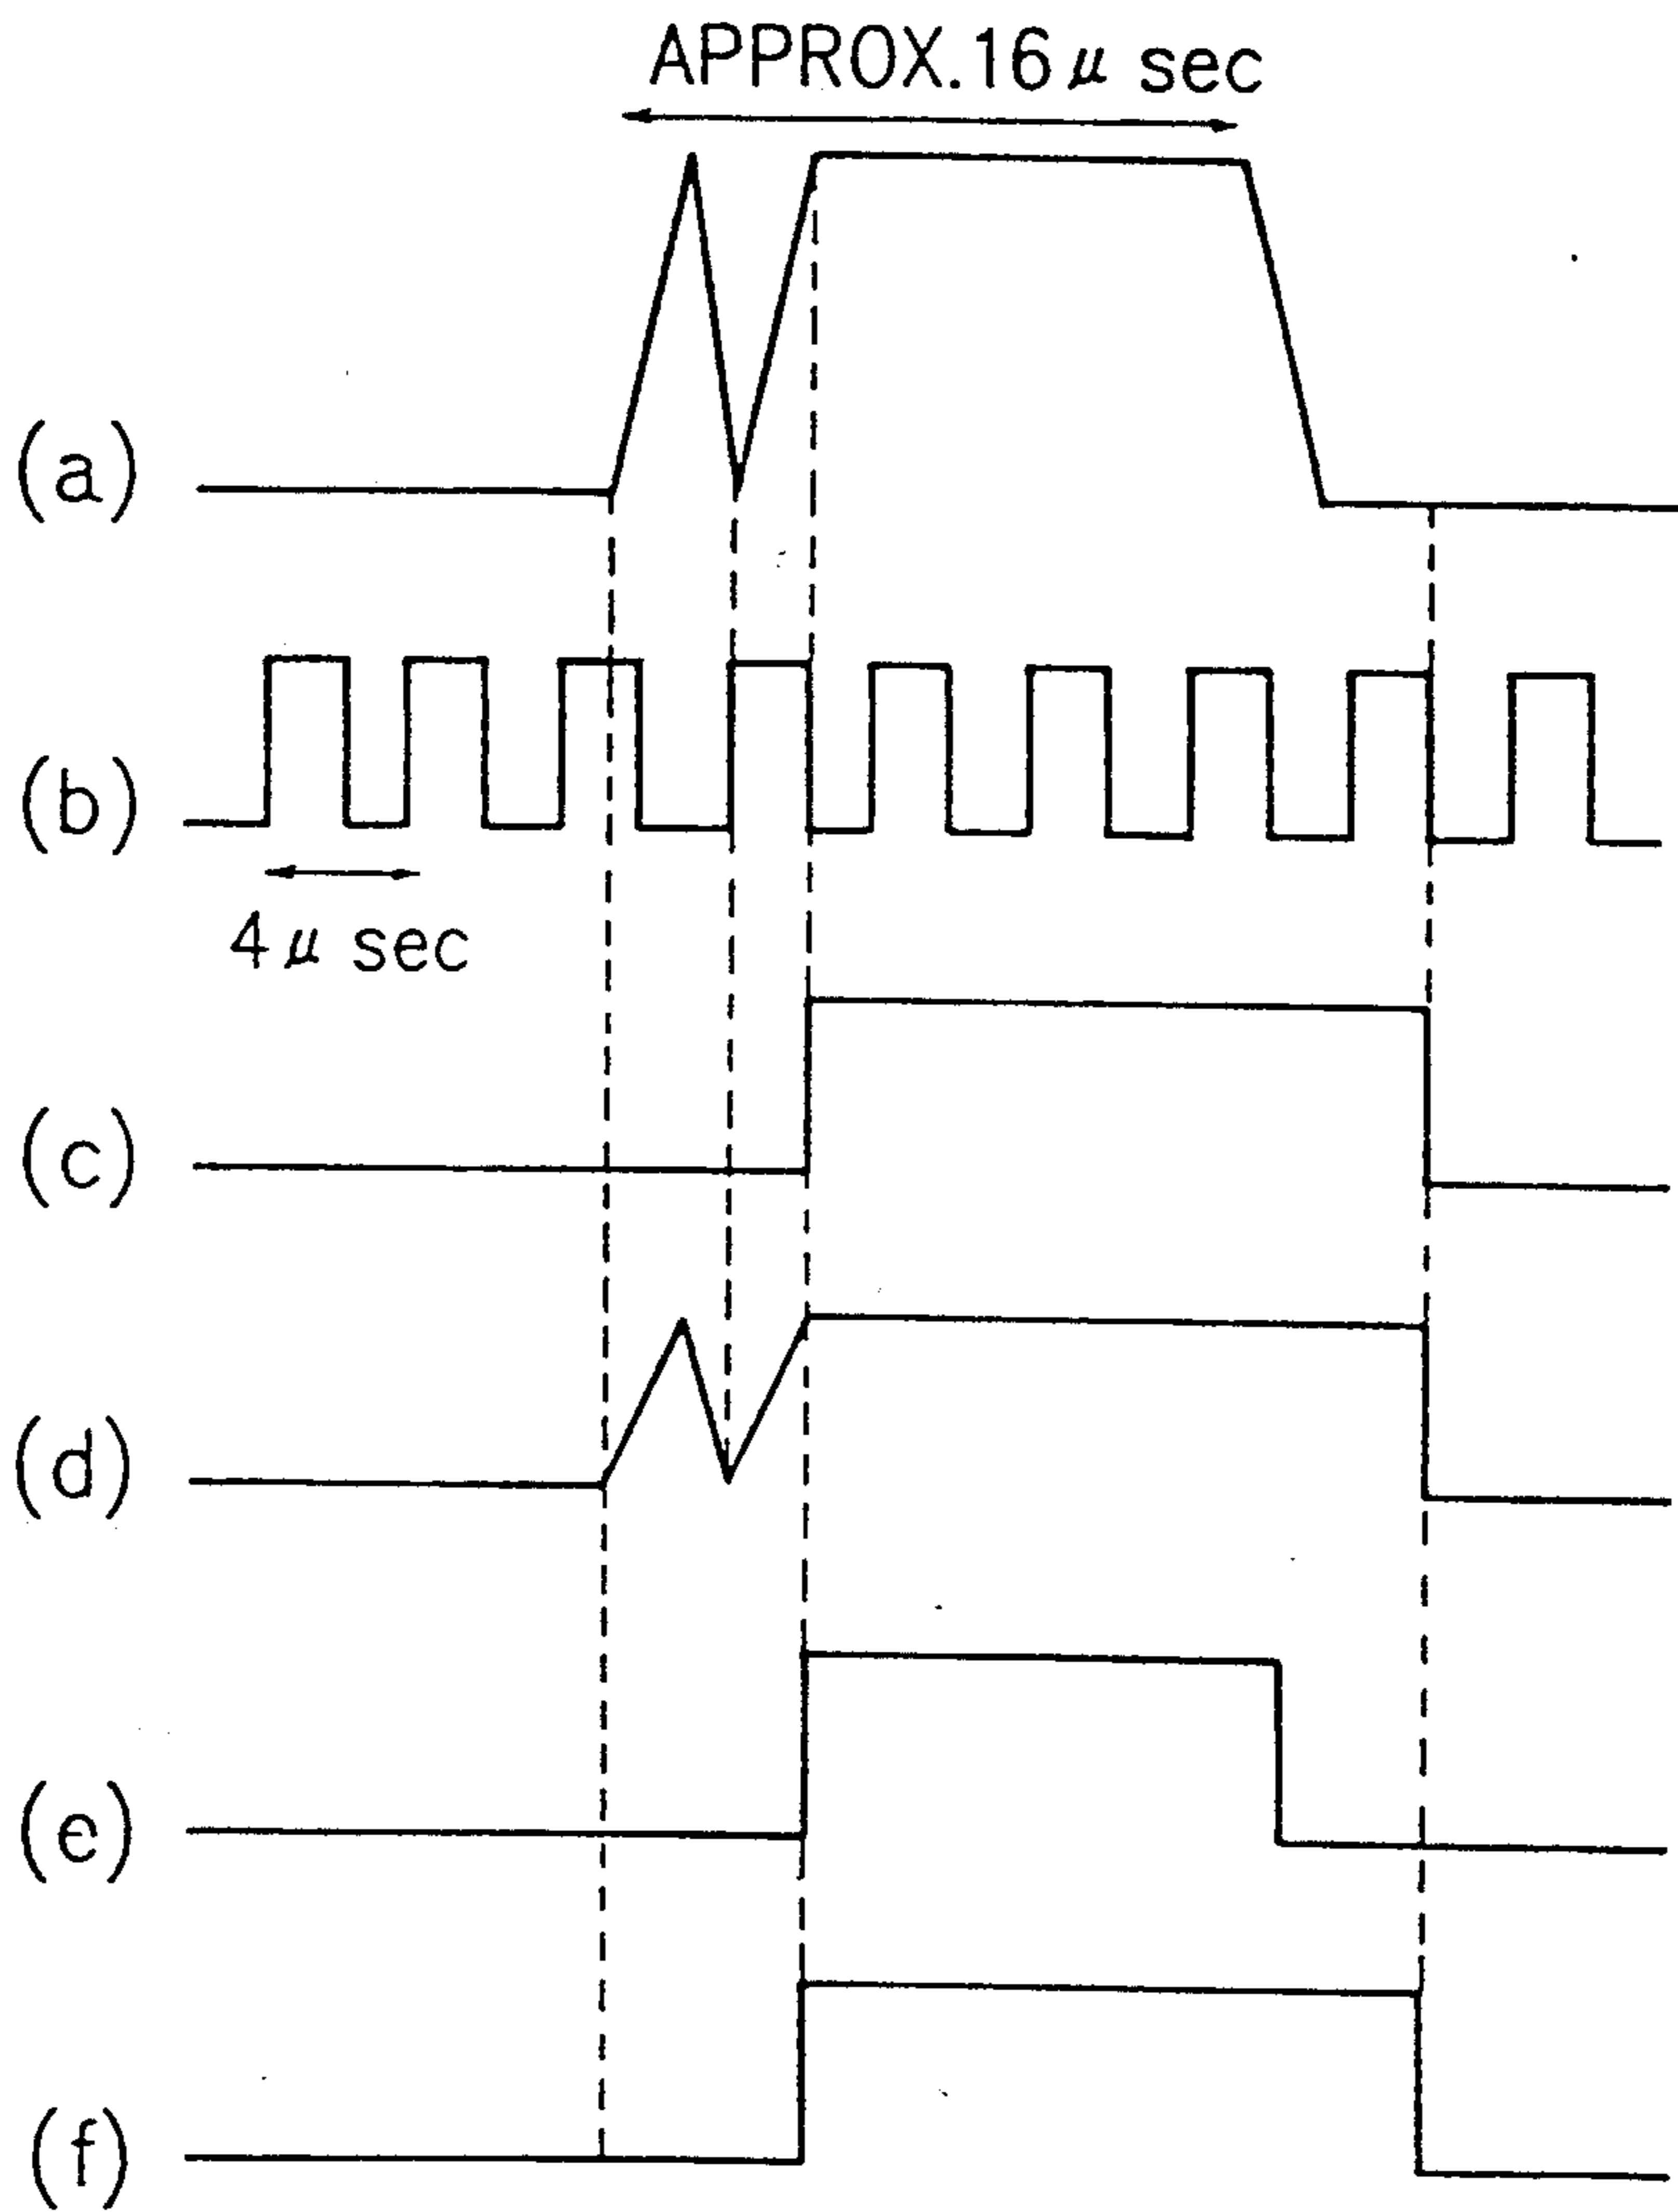 APPROX.16μ sec
(a)
(b)
4μ sec
(c)
(d)
(e)
(f)